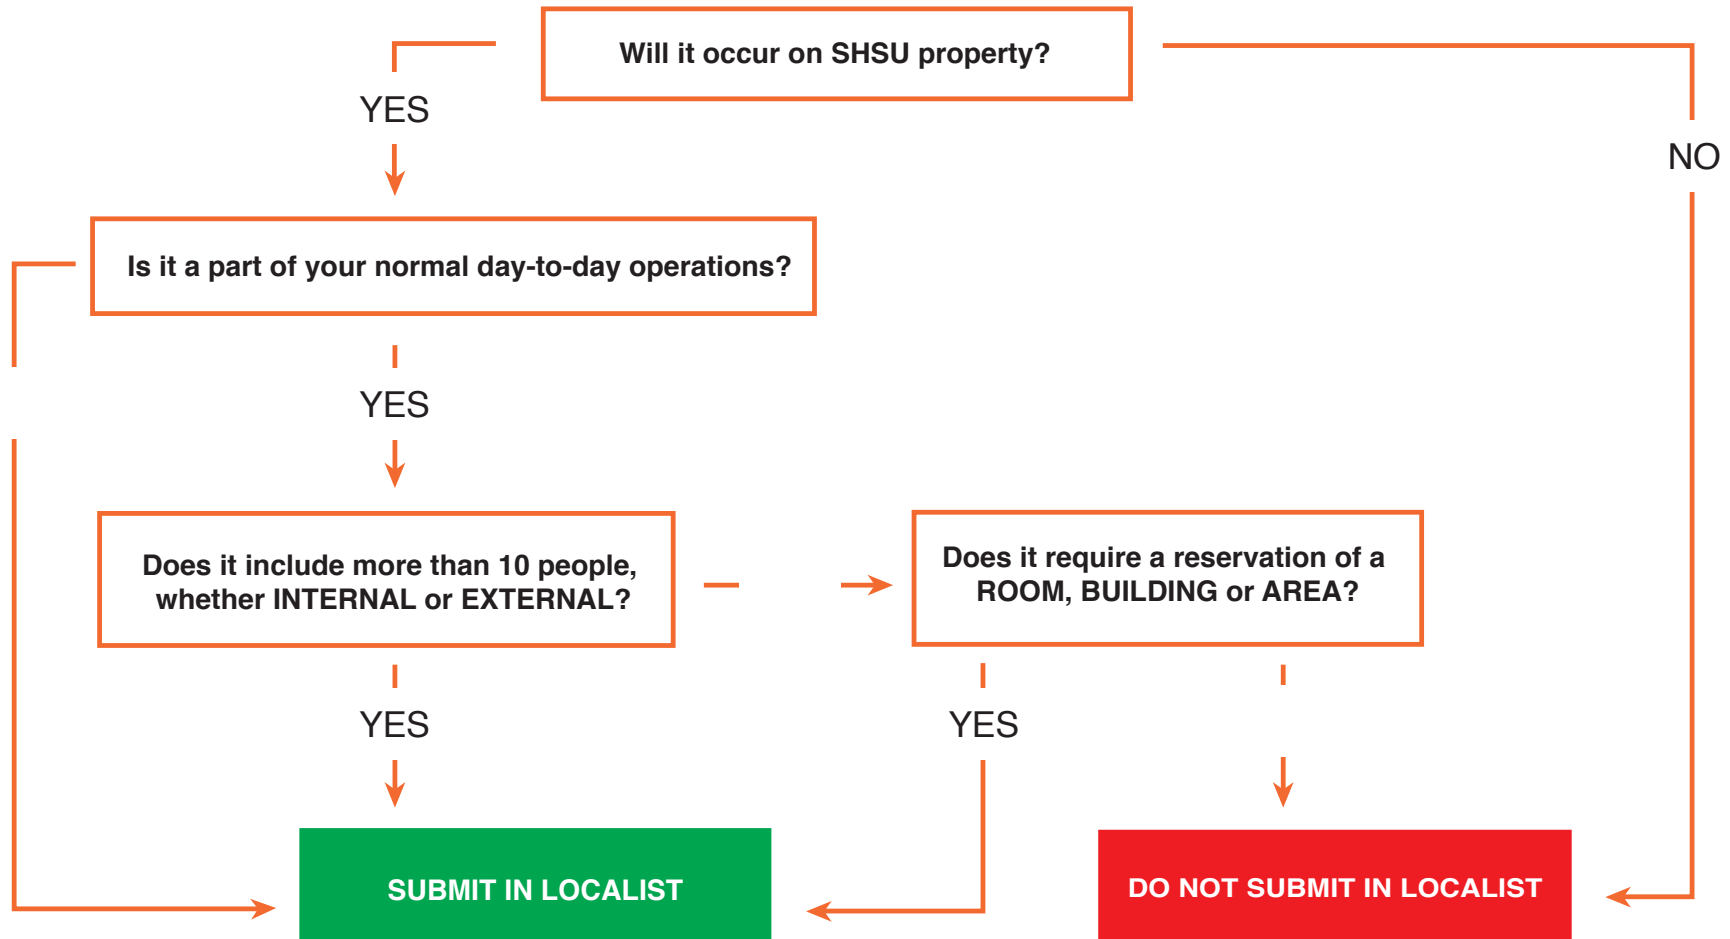 Will it occur on SHSU property?
YES
NO
Is it a part of your normal day-to-day operations?
YES
Does it include more than 10 people,
whether INTERNAL or EXTERNAL?
Does it require a reservation of a
ROOM, BUILDING or AREA?
YES
YES
SUBMIT IN LOCALIST
DO NOT SUBMIT IN LOCALIST